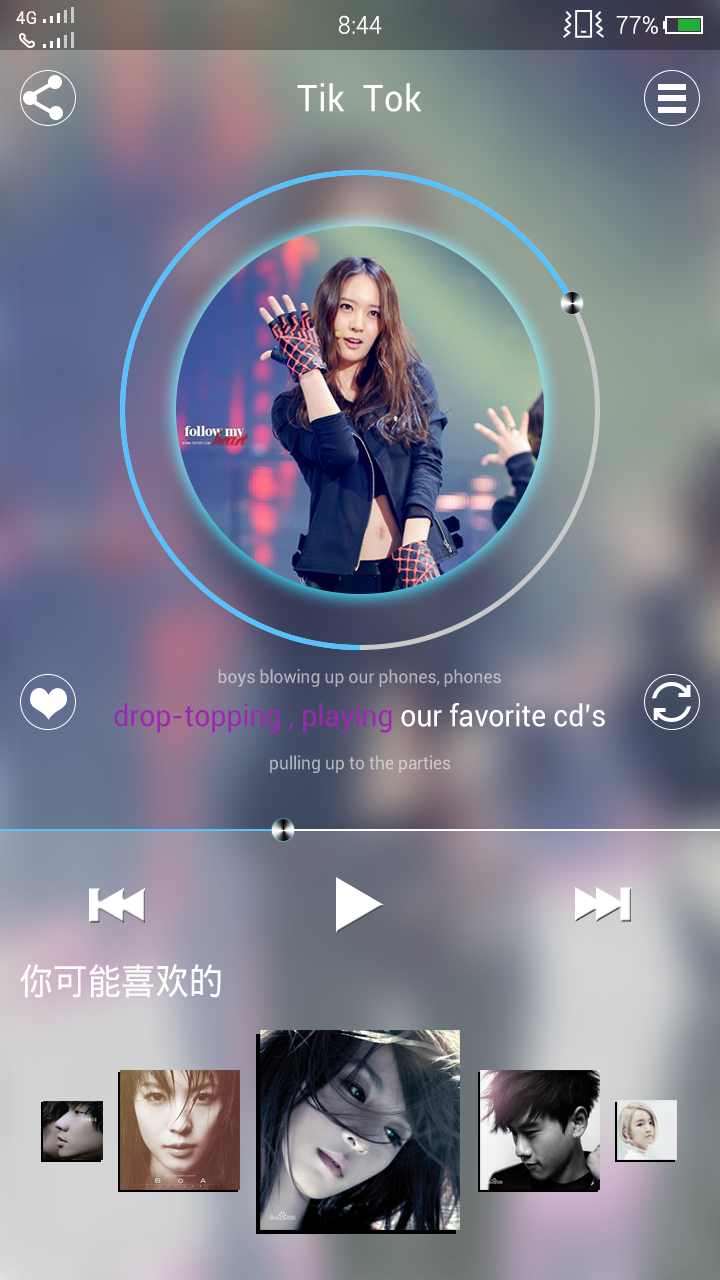 4G
8:44
77%
Tik Tok
follow my
heart
boys blowing up our phones, phones
drop-topping , playing our favorite cd's
pulling up to the parties
你可能喜欢的
B o A